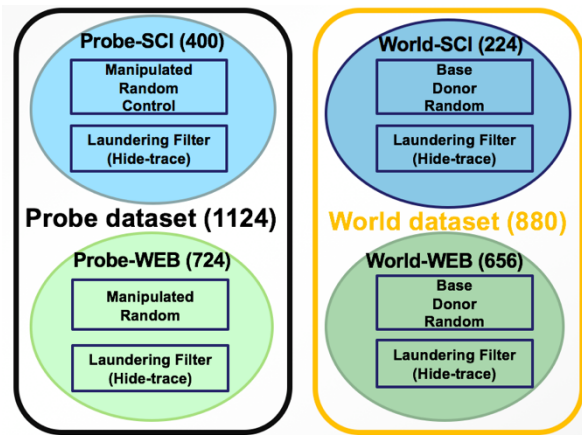 Probe-SCI (400)
Manipulated
Random
Control
Laundering Filter
(Hide-trace)
Probe dataset (1124)
Probe-WEB (724)
Manipulated
Random
Laundering Filter
(Hide-trace)
World-SCI (224)
Base
Donor
Random
Laundering Filter
(Hide-trace)
World dataset (880)
World-WEB (656)
Base
Donor
Random
Laundering Filter
(Hide-trace)